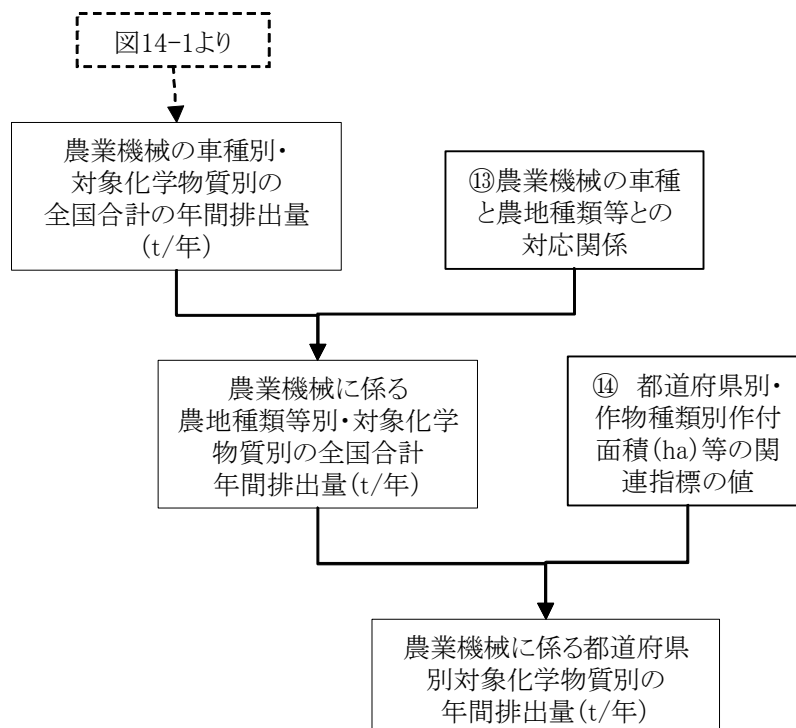 図14-1より
農業機械の車種別・
対象化学物質別の
全国合計の年間排出量
(t/年)
⑬農業機械の車種
と農地種類等との
対応関係
農業機械に係る
農地種類等別・対象化学
物質別の全国合計
年間排出量(t/年)
⑭ 都道府県別・
作物種類別作付
面積(ha)等の関
連指標の値
農業機械に係る都道府県
別対象化学物質別の
年間排出量(t/年)